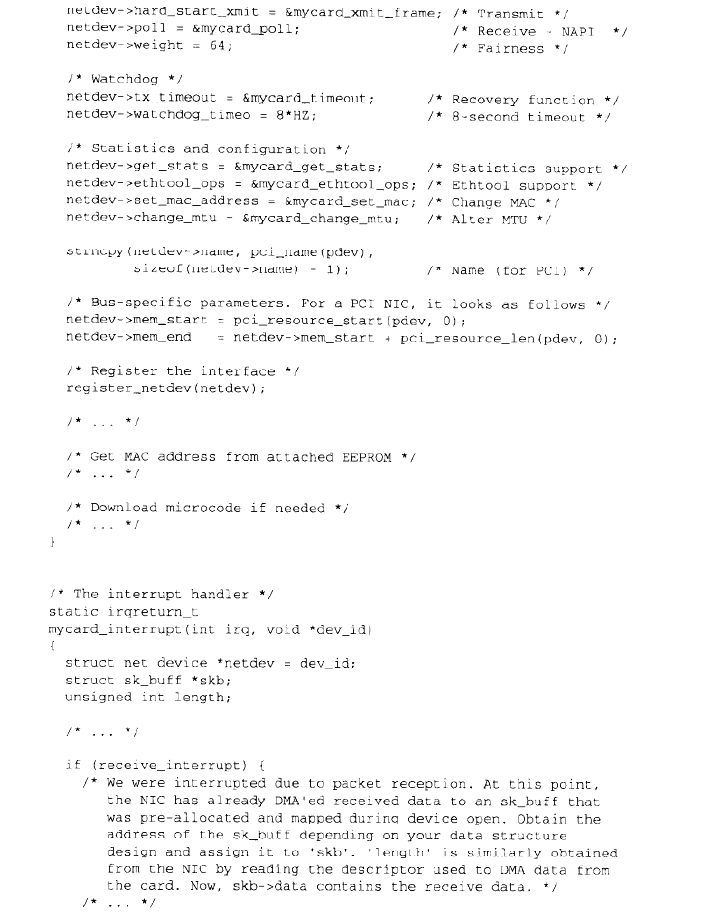 netdev->hard_start_xmit = &mycard_xmit_frame; /* Transmit */
netdev->poll = &mycard_poll; /* Receive - NAPI */
netdev->weight = 64; /* Fairness */
/* Watchdog */
netdev->tx timeout = &mycard_timeout; /* Recovery function */
netdev->watchdog_timeo = 8*HZ; /* 8-second timeout */
/* Statistics and configuration */
netdev->get_stats = &mycard_get_stats; /* Statistics support */
netdev->ethtool_ops = &mycard_ethtool_ops; /* Ethtool support */
netdev->set_mac_address = &mycard_set_mac; /* Change MAC */
netdev->change_mtu - &mycard_change_mtu; /* Alter MTU */
strncpy(netdev->name, pci_name(pdev),
sizeof(netdev->name) - 1); /* Name (for PCI) */
/* Bus-specific parameters. For a PCI NIC, it looks as follows */
netdev->mem_start = pci_resource_start(pdev, 0);
netdev->mem_end = netdev->mem_start + pci_resource_len(pdev, 0);
/* Register the interface */
register_netdev(netdev);
/* ... */
/* Get MAC address from attached EEPROM */
/* ... */
/* Download microcode if needed */
/* ... */
}
/* The interrupt handler */
static irqreturn_t
mycard_interrupt(int irq, void *dev_id)
{
struct net device *netdev = dev_id;
struct sk_buff *skb;
unsigned int length;
/* ... */
if (receive_interrupt) {
/* We were interrupted due to packet reception. At this point,
the NIC has already DMA'ed received data to an sk_buff that
was pre-allocated and mapped during device open. Obtain the
address of the sk_buff depending on your data structure
design and assign it to 'skb'. 'length' is similarly obtained
from the NIC by reading the descriptor used to DMA data from
the card. Now, skb->data contains the receive data. */
/* ... */